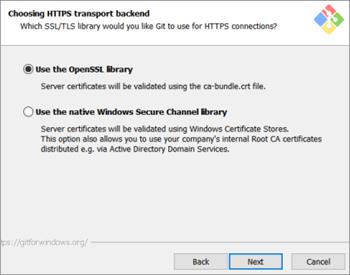 Choosing HTTPS transport backend
Which SSL/TLS library would you like Git to use for HTTPS connections?
Use the OpenSSL library
Server certificates will be validated using the ca-bundle.crt file.
Use the native Windows Secure Channel library
Server certificates will be validated using Windows Certificate Stores.
This option also allows you to use your company's internal Root CA certificates
distributed e.g. via Active Directory Domain Services.
ps://gitforwindows.org/
Back
Next
Cancel